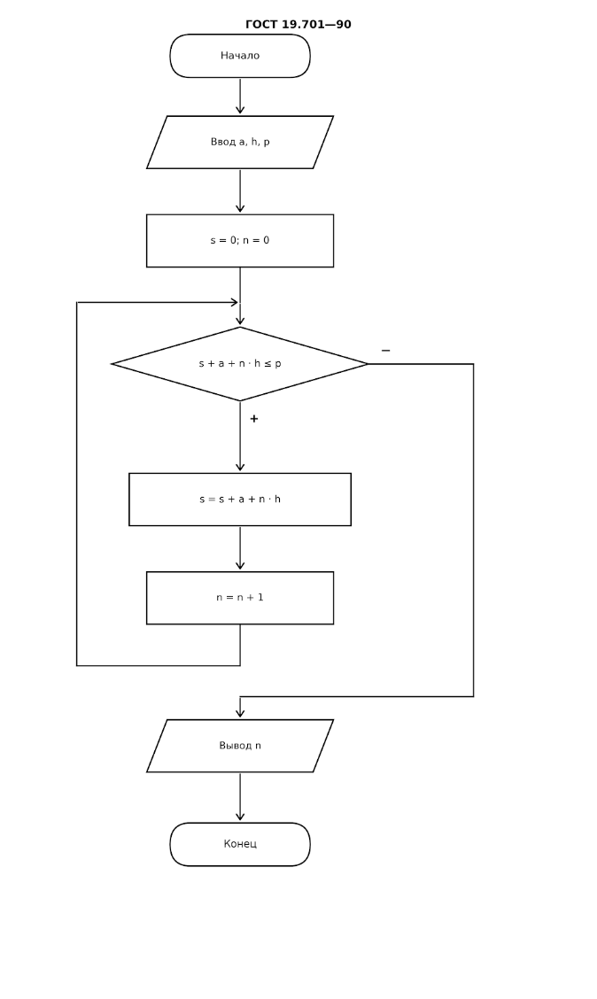 ГОСТ 19.701—90
Начало
Ввод a, h, p
s = 0; n = 0
s + a + n · h ≤ p
—
+
s = s + a + n · h
n = n + 1
Вывод n
Конец